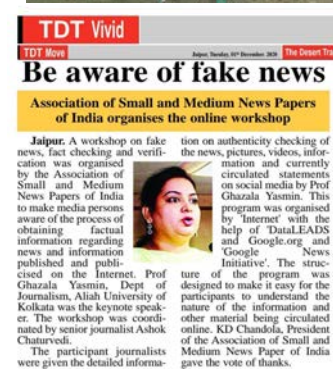 TDT Vivid
TDT Move
Jaipur, Tuesday, 01st December 2020
The Desert Tra
Be aware of fake news
Association of Small and Medium News Papers
of India organises the online workshop
Jaipur. A workshop on fake
news, fact checking and verifi-
cation was organised
by the Association of
Small and Medium
News Papers of India
to make media persons
aware of the process of
obtaining factual
information regarding
news and information
published and publi-
cised on the Internet. Prof
Ghazala Yasmin, Dept of
Journalism, Aliah University of
Kolkata was the keynote speak-
er. The workshop was coordi-
nated by senior journalist Ashok
Chaturvedi.
The participant journalists
were given the detailed informa-
tion on authenticity checking of
the news, pictures, videos, infor-
mation and currently
circulated statements
on social media by Prof
Ghazala Yasmin. This
program was organised
by 'Internet' with the
help of 'DataLEADS
and Google.org and
'Google News
Initiative'. The struc-
ture of the program was
designed to make it easy for the
participants to understand the
nature of the information and
other material being circulated
online. KD Chandola, President
of the Association of Small and
Medium News Paper of India
gave the vote of thanks.